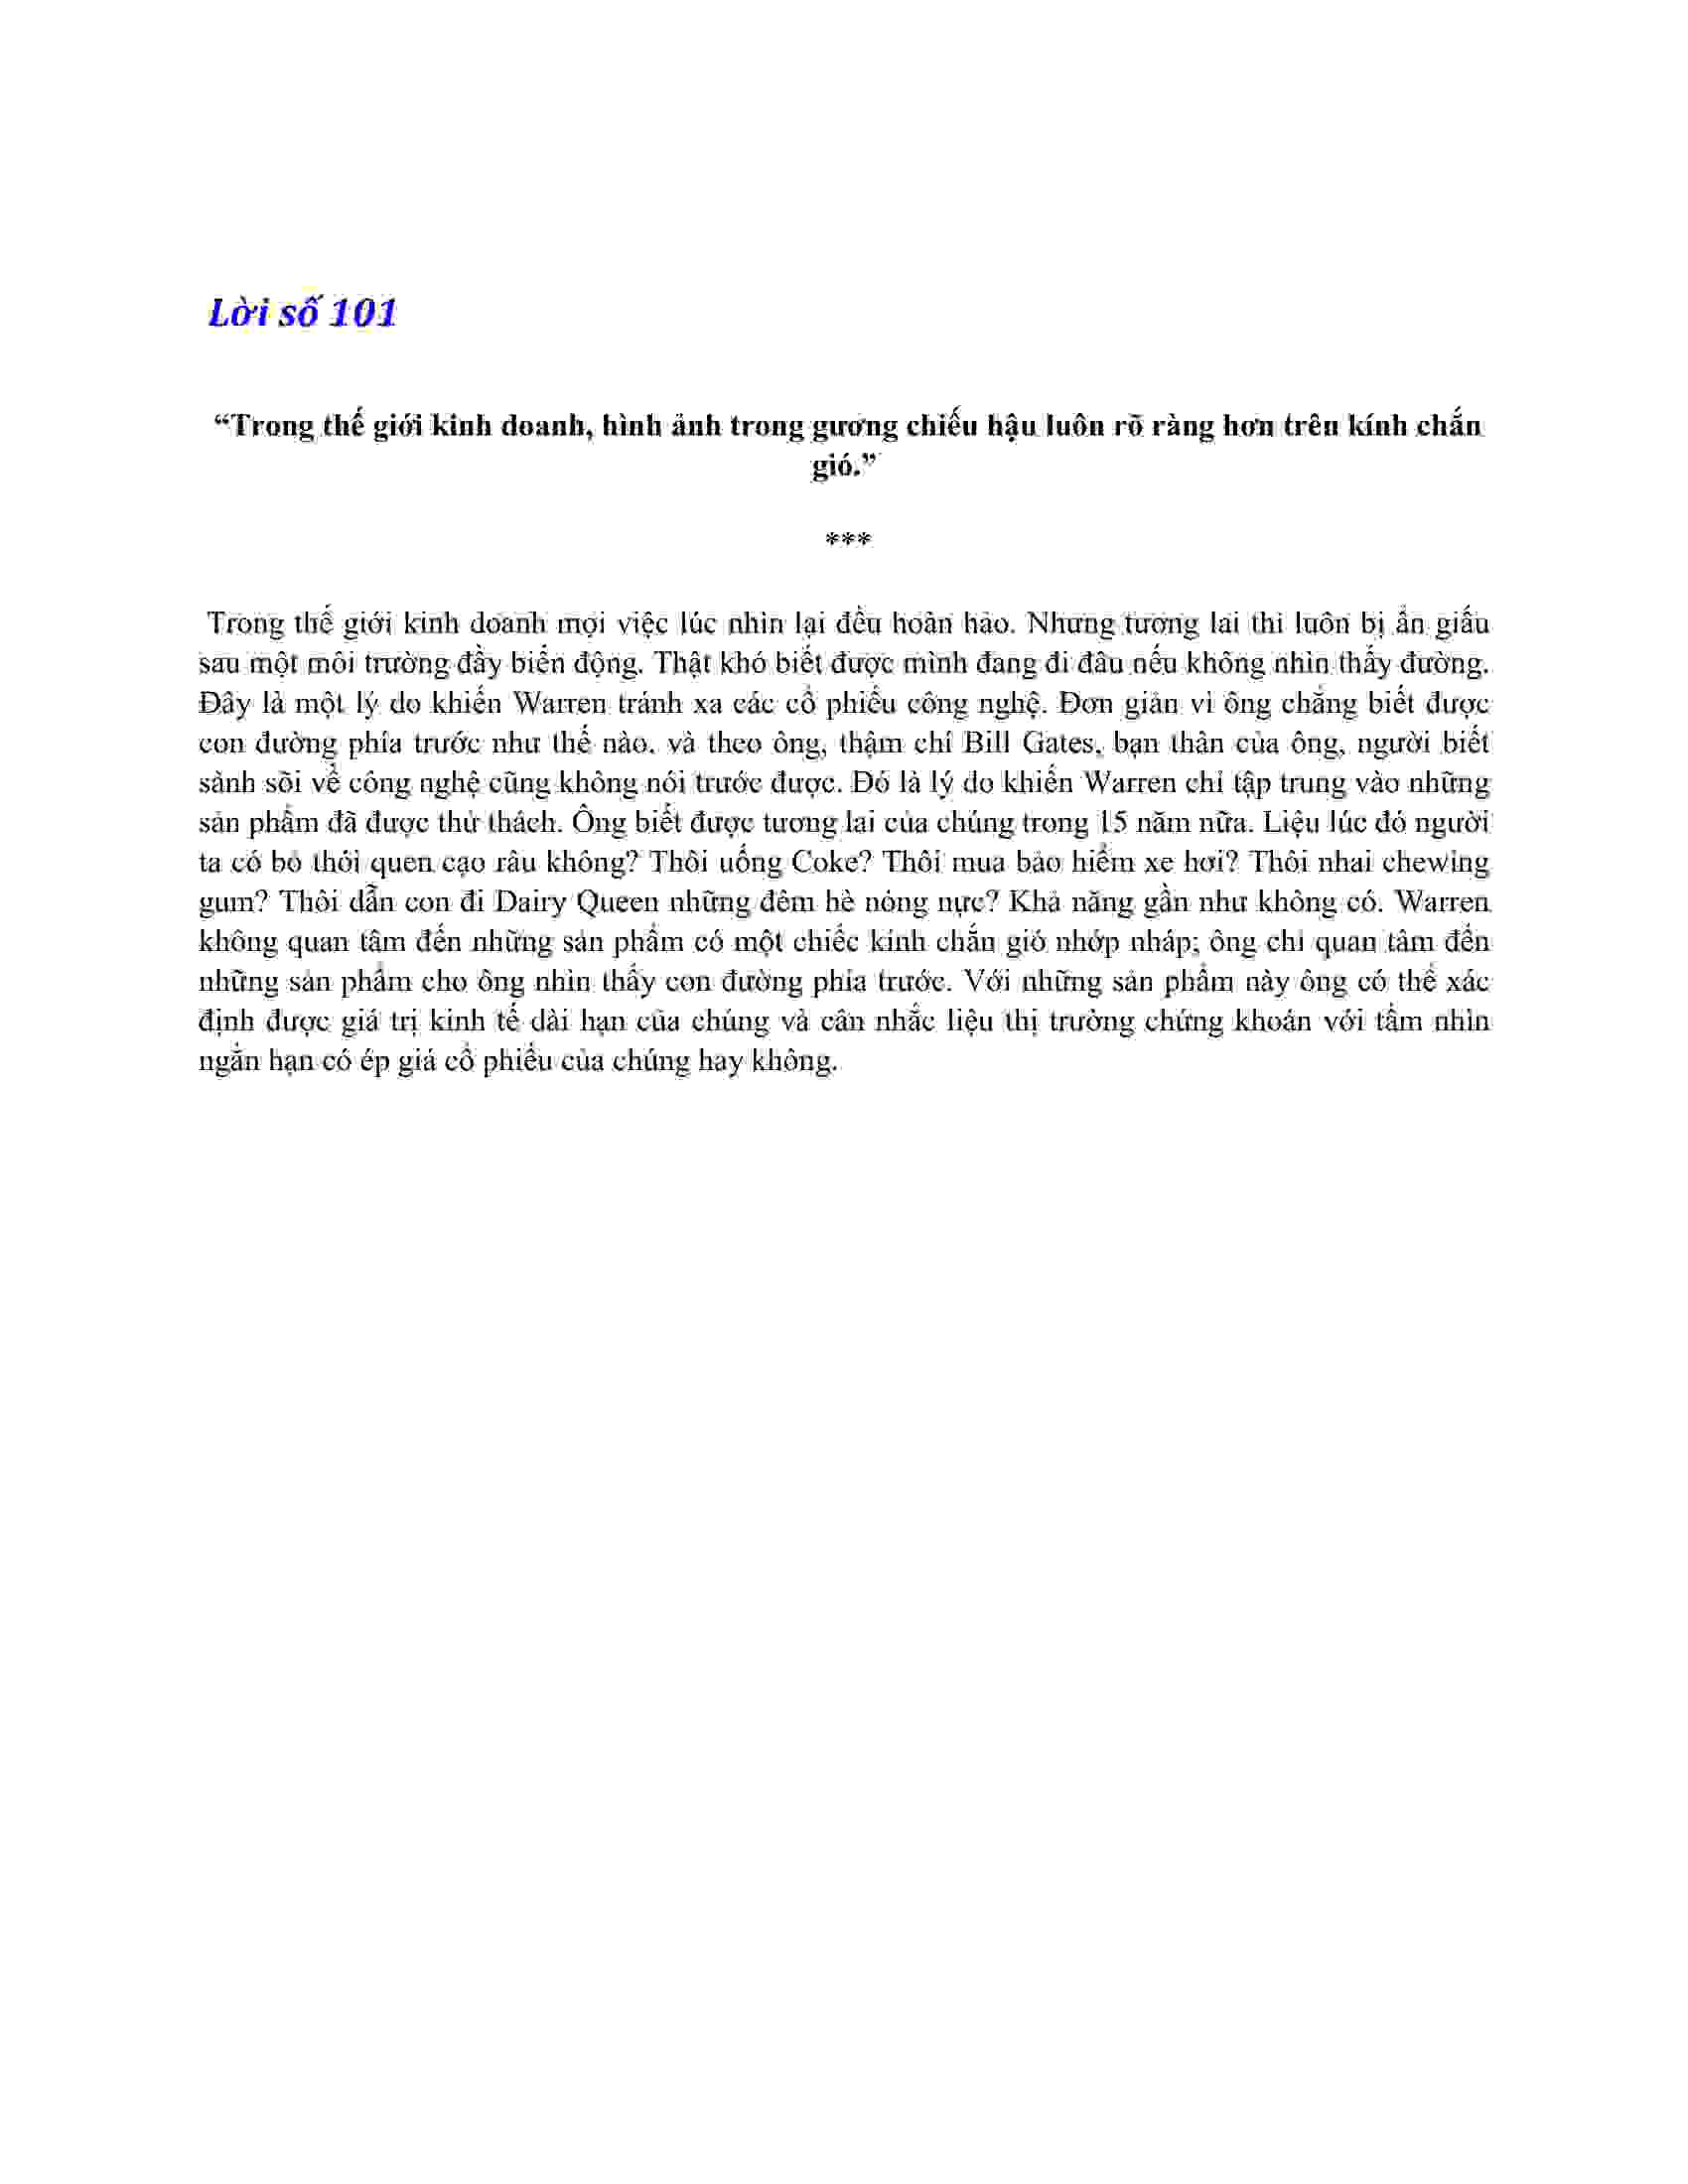 Lời số 101
“Trong thế giới kinh doanh, hình ảnh trong gương chiếu hậu luôn rõ ràng hơn trên kính chắn
gió.”
***
Trong thế giới kinh doanh mọi việc lúc nhìn lại đều hoàn hảo. Nhưng tương lai thì luôn bị ẩn giấu
sau một môi trường đầy biến động. Thật khó biết được mình đang đi đâu nếu không nhìn thấy đường.
Đây là một lý do khiến Warren tránh xa các cổ phiếu công nghệ. Đơn giản vì ông chẳng biết được
con đường phía trước như thế nào, và theo ông, thậm chí Bill Gates, bạn thân của ông, người biết
sành sõi về công nghệ cũng không nói trước được. Đó là lý do khiến Warren chỉ tập trung vào những
sản phẩm đã được thử thách. Ông biết được tương lai của chúng trong 15 năm nữa. Liệu lúc đó người
ta có bỏ thói quen cạo râu không? Thôi uống Coke? Thôi mua bảo hiểm xe hơi? Thôi nhai chewing
gum? Thôi dẫn con đi Dairy Queen những đêm hè nóng nực? Khả năng gần như không có. Warren
không quan tâm đến những sản phẩm có một chiếc kính chắn gió nhớp nháp; ông chỉ quan tâm đến
những sản phẩm cho ông nhìn thấy con đường phía trước. Với những sản phẩm này ông có thể xác
định được giá trị kinh tế dài hạn của chúng và cân nhắc liệu thị trường chứng khoán với tầm nhìn
ngắn hạn có ép giá cổ phiếu của chúng hay không.